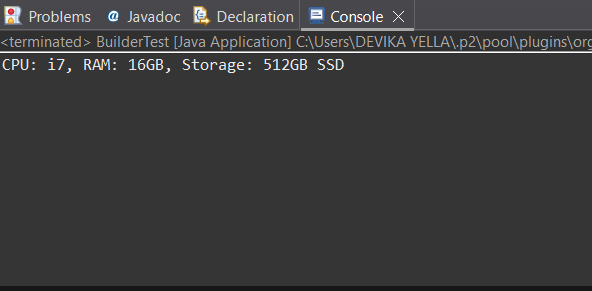 Problems @ Javadoc Declaration Console
<terminated> BuilderTest [Java Application] C:\Users\DEVIKA YELLA\.p2\pool\plugins\org
CPU: i7, RAM: 16GB, Storage: 512GB SSD